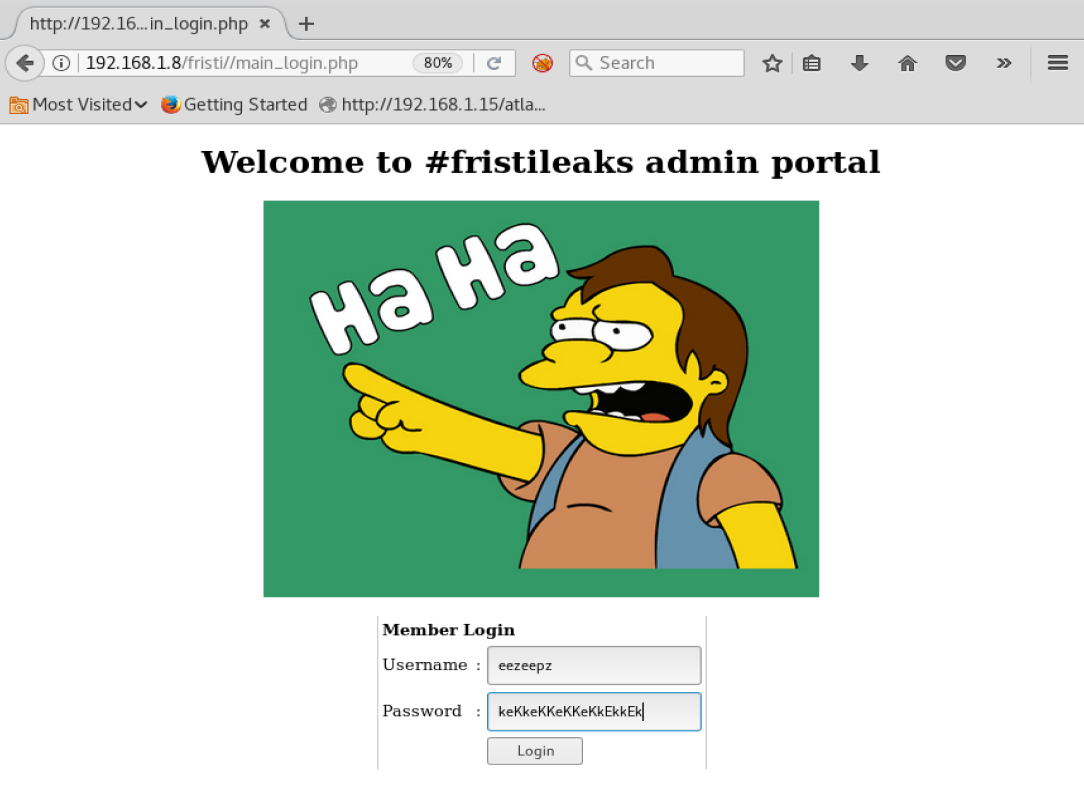 http://192.16...in_login.php × +
192.168.1.8/fristi//main_login.php 80% Search
Most Visited Getting Started http://192.168.1.15/atla...
Welcome to #fristileaks admin portal
Ha Ha
Member Login
Username : eezeepz
Password : keKkeKKeKKeKkEkkEk
Login